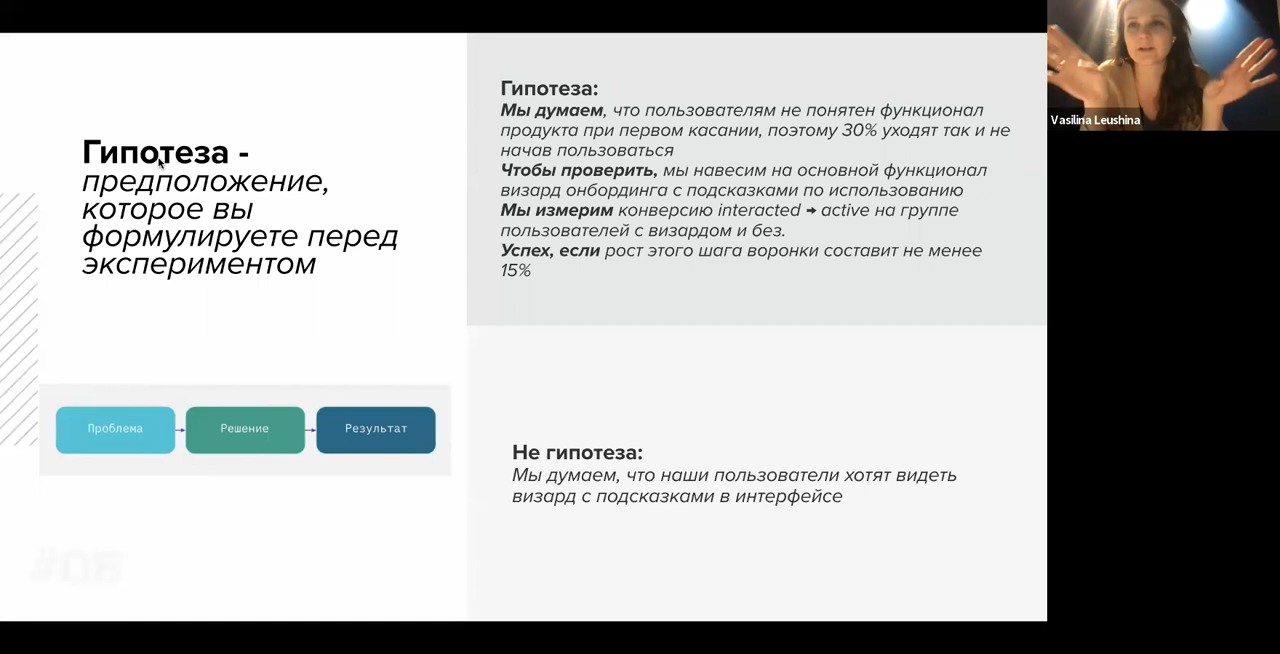 Гипотеза -
предположение,
которое вы
формулируете перед
экспериментом
Проблема
Решение
Результат
Гипотеза:
Мы думаем, что пользователям не понятен функционал
продукта при первом касании, поэтому 30% уходят так и не
начав пользоваться
Чтобы проверить, мы навесим на основной функционал
визард онбординга с подсказками по использованию
Мы измерим конверсию interacted → active на группе
пользователей с визардом и без.
Успех, если рост этого шага воронки составит не менее
15%
Не гипотеза:
Мы думаем, что наши пользователи хотят видеть
визард с подсказками в интерфейсе
Vasilina Leushina